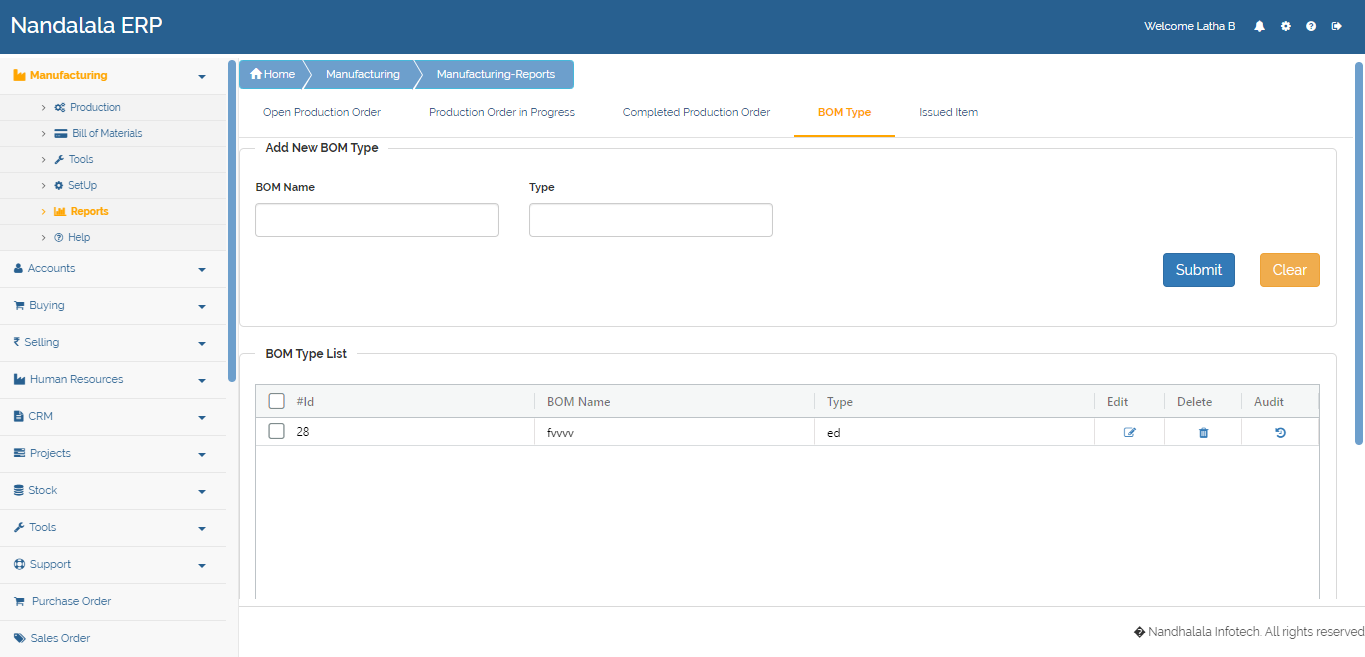 Nandalala ERP
Welcome Latha B
Manufacturing
Production
Bill of Materials
Tools
SetUp
Reports
Help
Accounts
Buying
Selling
Human Resources
CRM
Projects
Stock
Tools
Support
Purchase Order
Sales Order
Home Manufacturing Manufacturing-Reports
Open Production Order Production Order in Progress Completed Production Order BOM Type Issued Item
Add New BOM Type
BOM Name Type
Submit Clear
BOM Type List
#Id BOM Name Type Edit Delete Audit
28 fvvvv ed
� Nandhalala Infotech. All rights reserved